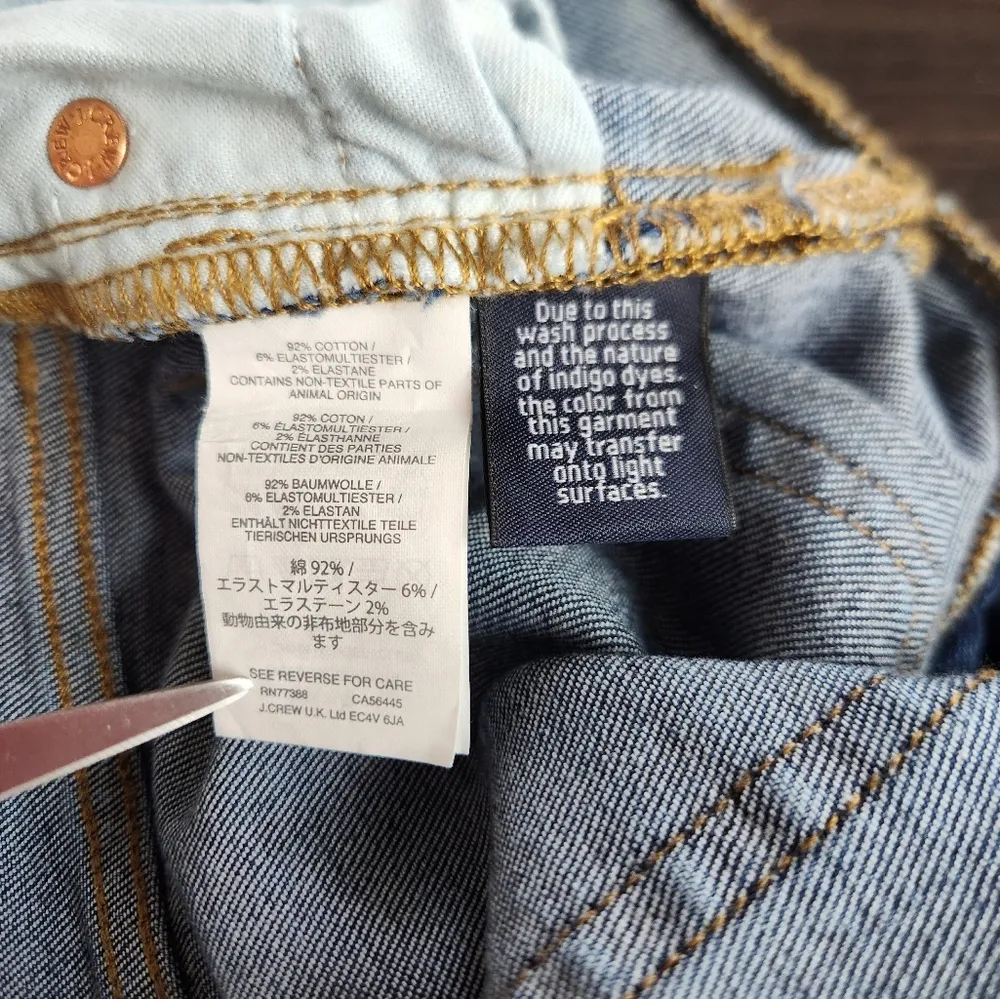 J.CREW J.CREW
92% COTTON /
6% ELASTOMULTIESTER /
2% ELASTANE
CONTAINS NON-TEXTILE PARTS OF
ANIMAL ORIGIN
92% COTON /
6% ÉLASTOMULTIESTER /
2% ÉLASTHANNE
CONTIENT DES PARTIES
NON-TEXTILES D'ORIGINE ANIMALE
92% BAUMWOLLE /
6% ELASTOMULTIESTER /
2% ELASTAN
ENTHÄLT NICHTTEXTILE TEILE
TIERISCHEN URSPRUNGS
綿 92% /
エラストマルティスター 6% /
エラステーン 2%
動物由来の非布地部分を含み
ます
SEE REVERSE FOR CARE
RN77388 CA56445
J.CREW U.K. Ltd EC4V 6JA
Due to this
wash process
and the nature
of indigo dyes
the color from
this garment
may transfer
onto light
surfaces.